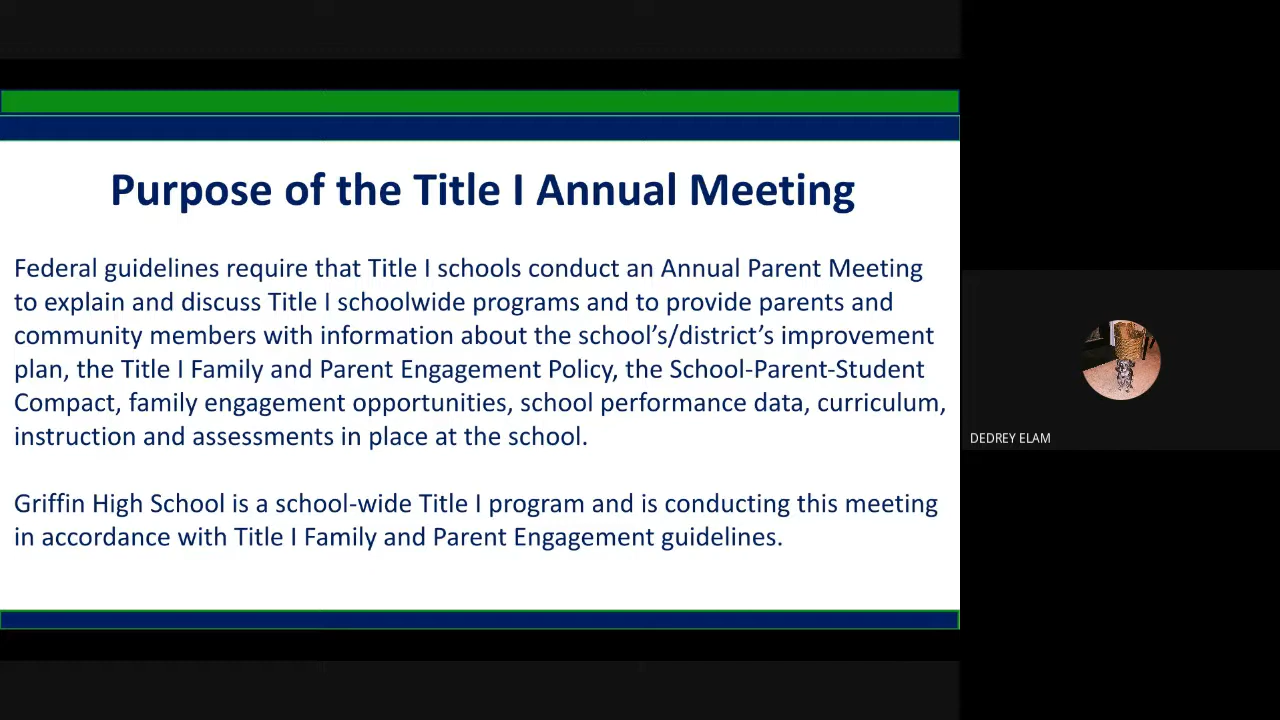 Purpose of the Title I Annual Meeting
Federal guidelines require that Title I schools conduct an Annual Parent Meeting
to explain and discuss Title I schoolwide programs and to provide parents and
community members with information about the school’s/district’s improvement
plan, the Title I Family and Parent Engagement Policy, the School-Parent-Student
Compact, family engagement opportunities, school performance data, curriculum,
instruction and assessments in place at the school.
Griffin High School is a school-wide Title I program and is conducting this meeting
in accordance with Title I Family and Parent Engagement guidelines.
DEDREY ELAM